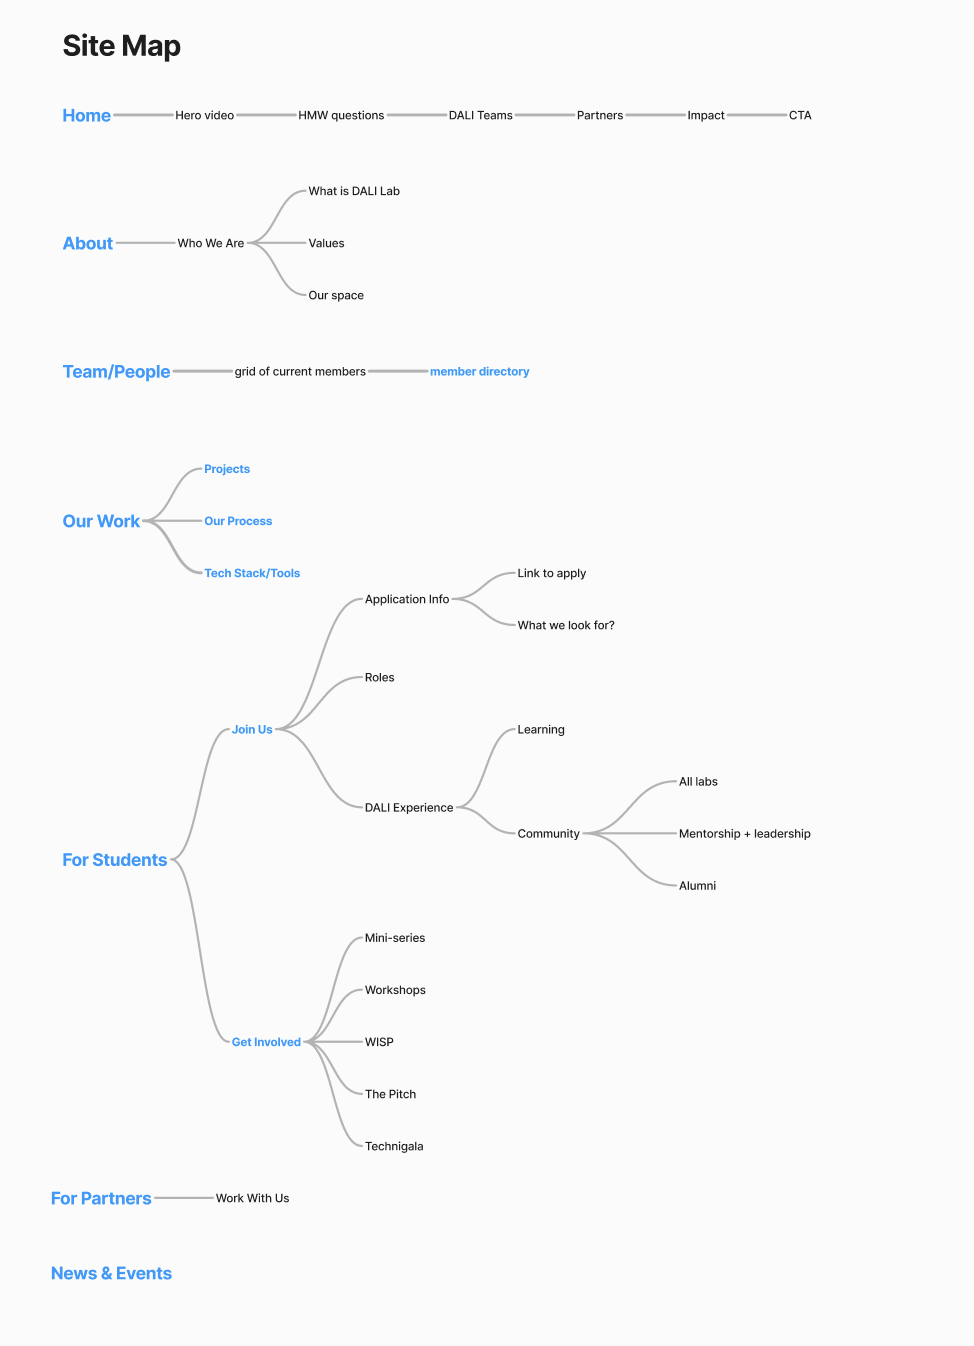 Site Map
Home Hero video HMW questions DALI Teams Partners Impact CTA
What is DALI Lab
About Who We Are Values
Our space
Team/People grid of current members member directory
Projects
Our Work Our Process
Tech Stack/Tools
Link to apply
Application Info
What we look for?
Roles
Join Us Learning
All labs
DALI Experience
Community Mentorship + leadership
For Students
Alumni
Mini-series
Workshops
Get Involved WISP
The Pitch
Technigala
For Partners Work With Us
News & Events